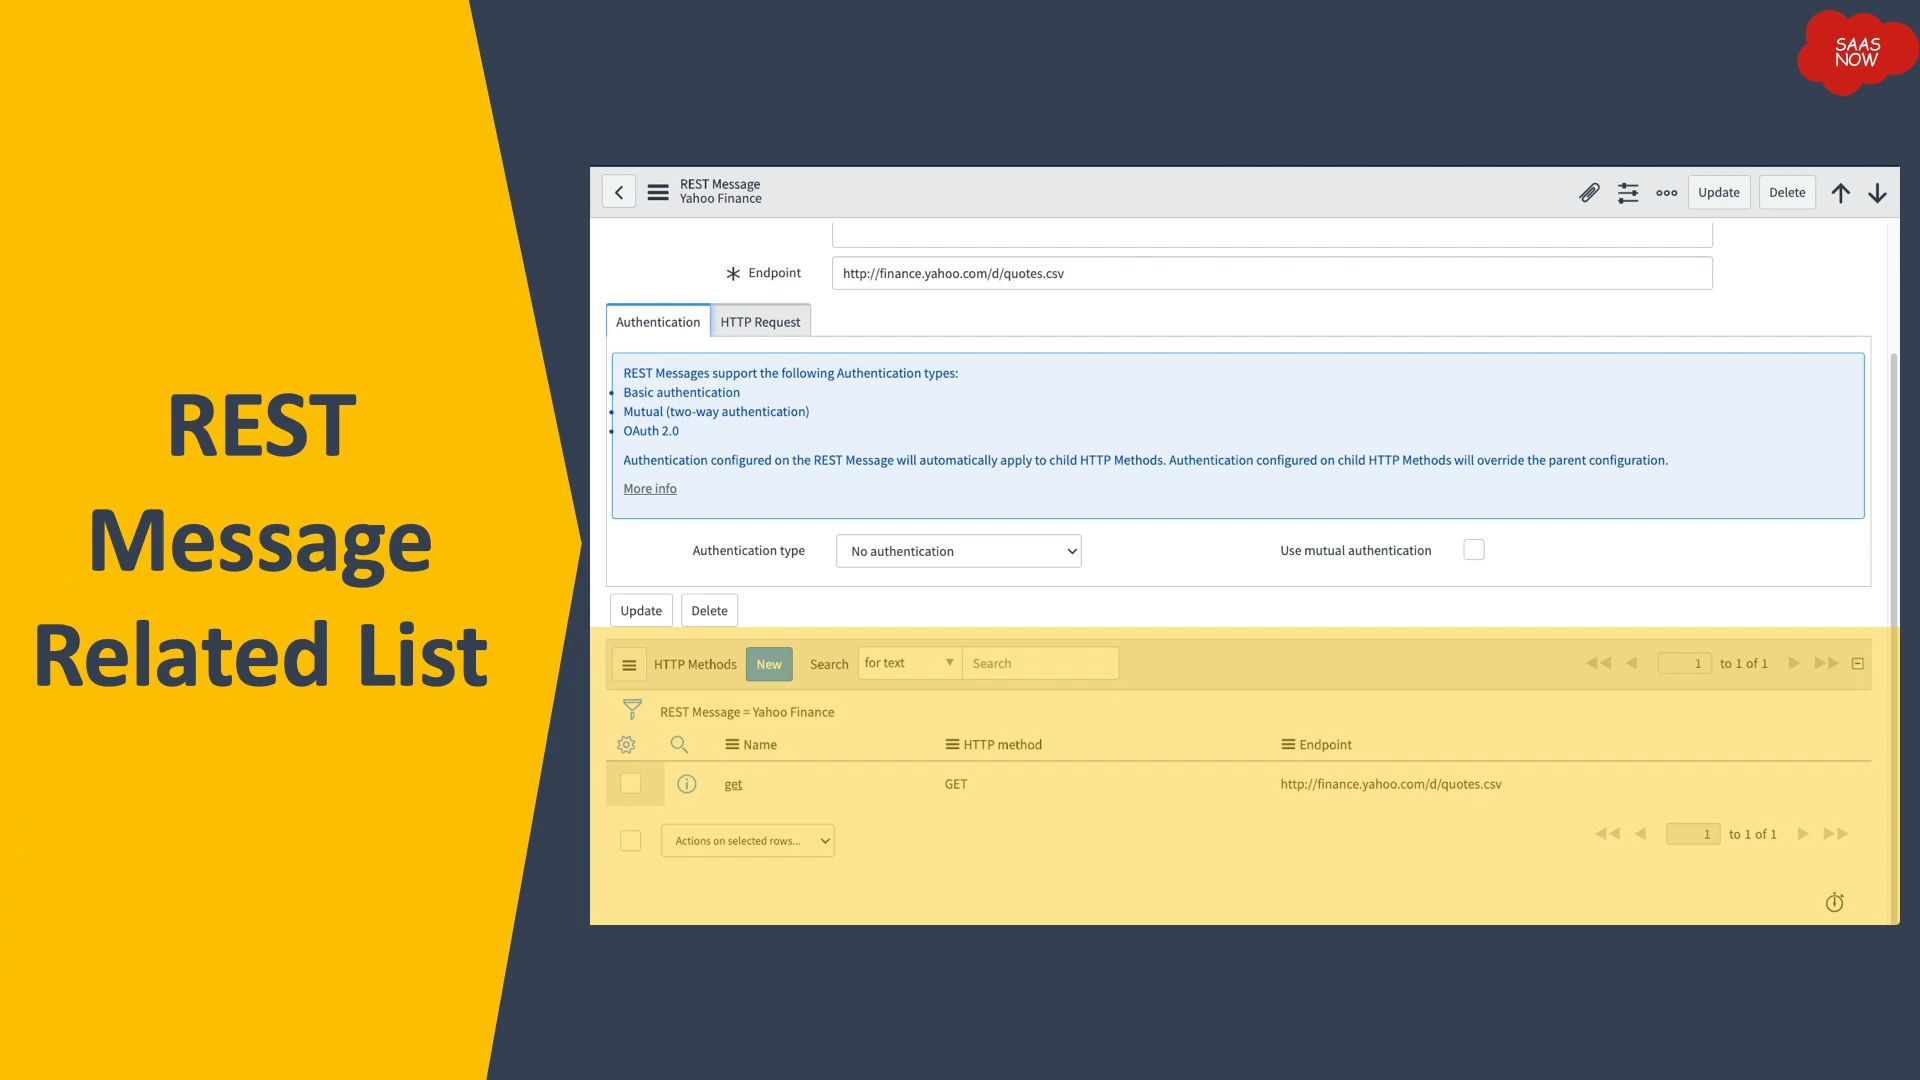 SAAS
NOW
REST
Message
Related List
REST Message
Yahoo Finance
Update
Delete
Endpoint
http://finance.yahoo.com/d/quotes.csv
Authentication
HTTP Request
REST Messages support the following Authentication types:
Basic authentication
Mutual (two-way authentication)
OAuth 2.0
Authentication configured on the REST Message will automatically apply to child HTTP Methods. Authentication configured on child HTTP Methods will override the parent configuration.
More info
Authentication type
No authentication
Use mutual authentication
Update
Delete
HTTP Methods
New
Search
for text
Search
1 to 1 of 1
REST Message = Yahoo Finance
Name
HTTP method
Endpoint
get
GET
http://finance.yahoo.com/d/quotes.csv
Actions on selected rows...
1 to 1 of 1